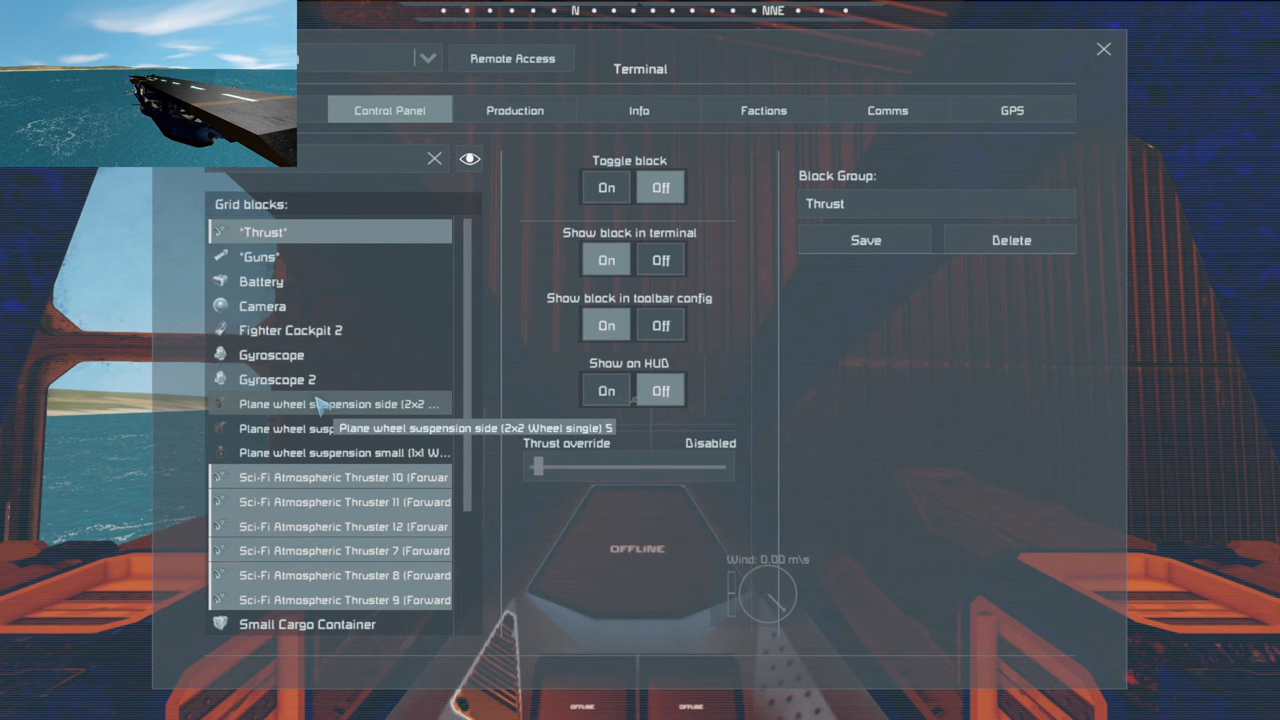 N
NNE
Remote Access
Terminal
Control Panel
Production
Info
Factions
Comms
GPS
Toggle block
On
Off
Block Group:
Thrust
Save
Delete
Grid blocks:
*Thrust*
*Guns*
Battery
Camera
Fighter Cockpit 2
Gyroscope
Gyroscope 2
Plane wheel suspension side (2x2 ...
Plane wheel susp
Plane wheel suspension side (2x2 Wheel single) 5
Plane wheel suspension small (1x1 W...
Sci-Fi Atmospheric Thruster 10 (Forwar
Sci-Fi Atmospheric Thruster 11 (Forward
Sci-Fi Atmospheric Thruster 12 (Forwar
Sci-Fi Atmospheric Thruster 7 (Forward
Sci-Fi Atmospheric Thruster 8 (Forward
Sci-Fi Atmospheric Thruster 9 (Forward
Small Cargo Container
Show block in terminal
On
Off
Show block in toolbar config
On
Off
Show on HUD
On
Off
Thrust override
Disabled
OFFLINE
Wind: 0.00 m/s
OFFLINE
OFFLINE